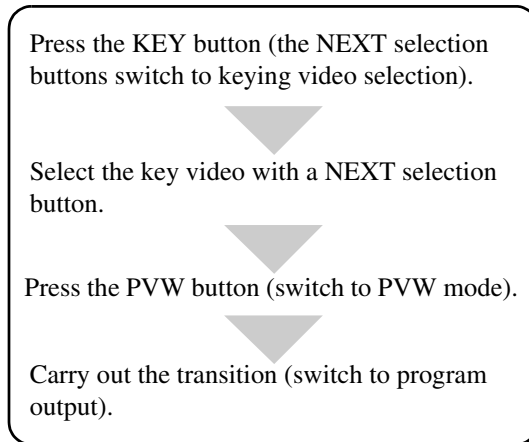 Press the KEY button (the NEXT selection
buttons switch to keying video selection).
Select the key video with a NEXT selection
button.
Press the PVW button (switch to PVW mode).
Carry out the transition (switch to program
output).